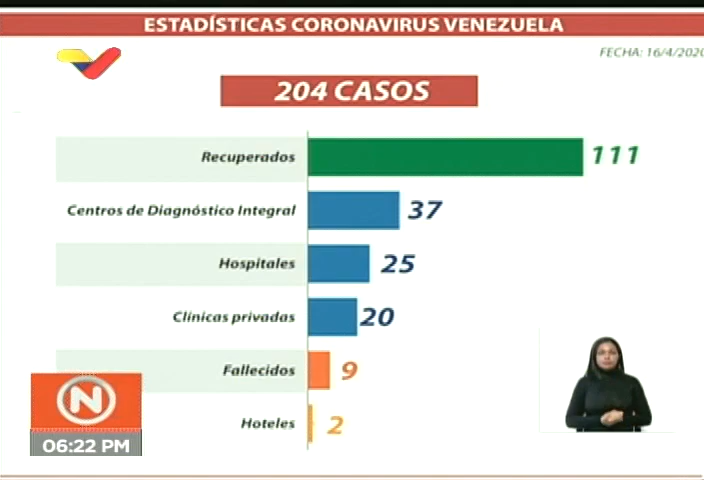 ESTADÍSTICAS CORONAVIRUS VENEZUELA
FECHA: 16/4/2020
204 CASOS
Recuperados 111
Centros de Diagnóstico Integral 37
Hospitales 25
Clínicas privadas 20
Fallecidos 9
Hoteles 2
N
06:22 PM